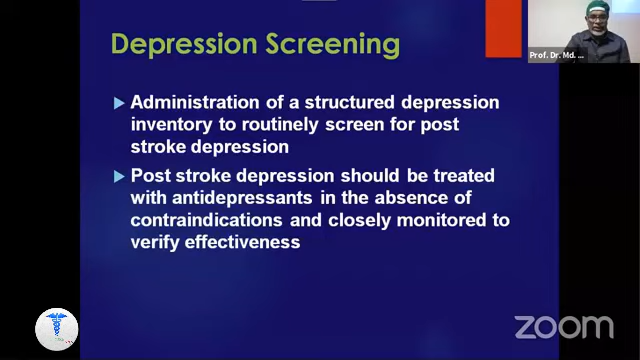 Depression Screening
Prof. Dr. Md. ...
Administration of a structured depression
inventory to routinely screen for post
stroke depression
Post stroke depression should be treated
with antidepressants in the absence of
contraindications and closely monitored to
verify effectiveness
zoom